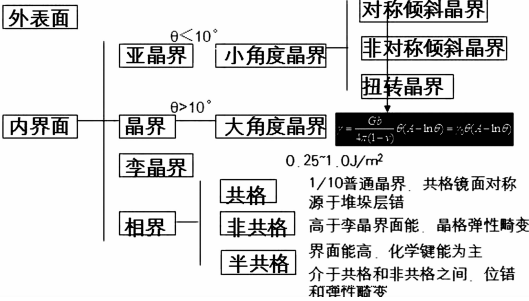 外表面
对称倾斜晶界
θ<10°
亚晶界
小角度晶界
非对称倾斜晶界
扭转晶界
θ>10°
内界面
晶界
大角度晶界
γ = Gb/4π(1−ν) θ(A−lnθ) = γ₀θ(A−lnθ)
孪晶界
0.25~1.0J/m²
1/10普通晶界,共格镜面对称
共格
源于堆垛层错
相界
非共格
高于孪晶界面能,晶格弹性畸变
界面能高,化学键能为主
半共格
介于共格和非共格之间,位错
和弹性畸变